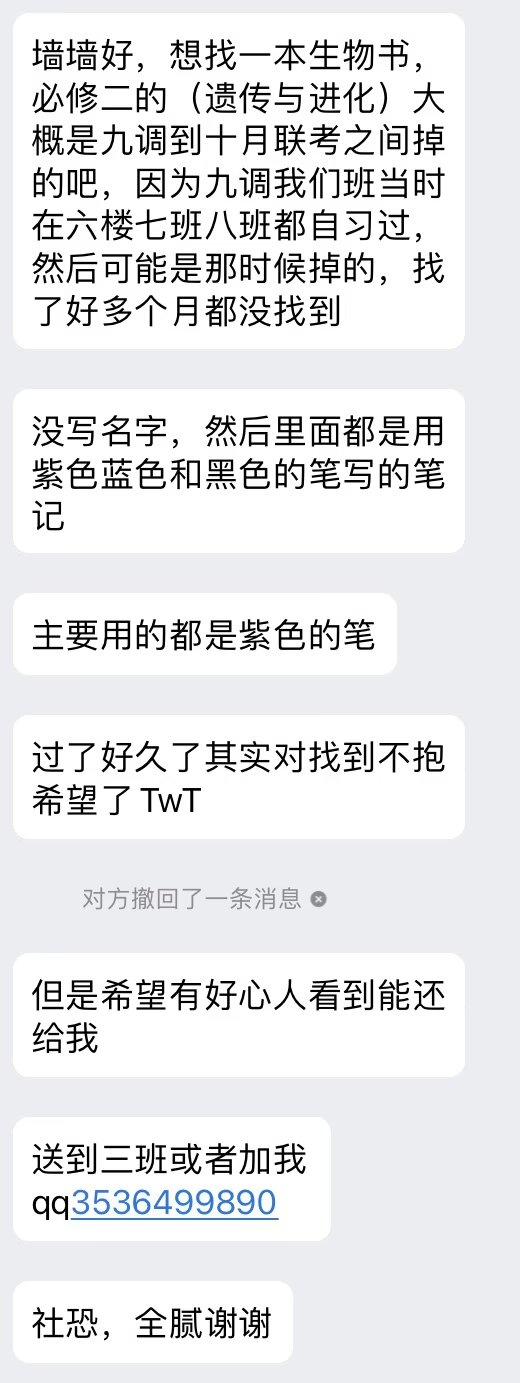 墙墙好，想找一本生物书，
必修二的（遗传与进化）大
概是九调到十月联考之间掉
的吧，因为九调我们班当时
在六楼七班八班都自习过，
然后可能是那时候掉的，找
了好多个月都没找到
没写名字，然后里面都是用
紫色蓝色和黑色的笔写的笔
记
主要用的都是紫色的笔
过了好久了其实对找到不抱
希望了 TwT
对方撤回了一条消息
但是希望有好心人看到能还
给我
送到三班或者加我
qq3536499890
社恐，全腻谢谢